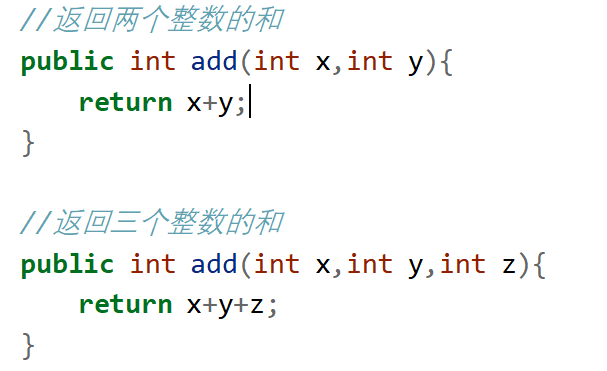 //返回两个整数的和
public int add(int x,int y){
    return x+y;
}
//返回三个整数的和
public int add(int x,int y,int z){
    return x+y+z;
}